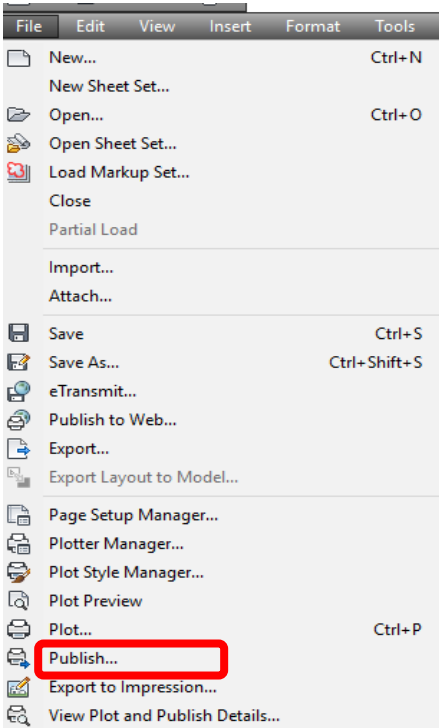 File Edit View Insert Format Tools
New... Ctrl+N
New Sheet Set...
Open... Ctrl+O
Open Sheet Set...
Load Markup Set...
Close
Partial Load
Import...
Attach...
Save Ctrl+S
Save As... Ctrl+Shift+S
eTransmit...
Publish to Web...
Export...
Export Layout to Model...
Page Setup Manager...
Plotter Manager...
Plot Style Manager...
Plot Preview
Plot... Ctrl+P
Publish...
Export to Impression...
View Plot and Publish Details...